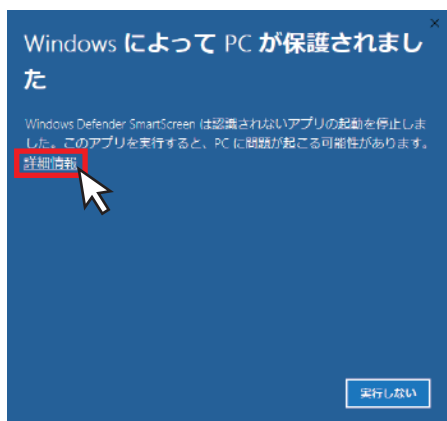 Windows によって PC が保護されまし
た
Windows Defender SmartScreen は認識されないアプリの起動を停止しま
した。このアプリを実行すると、PC に問題が起こる可能性があります。
詳細情報
実行しない